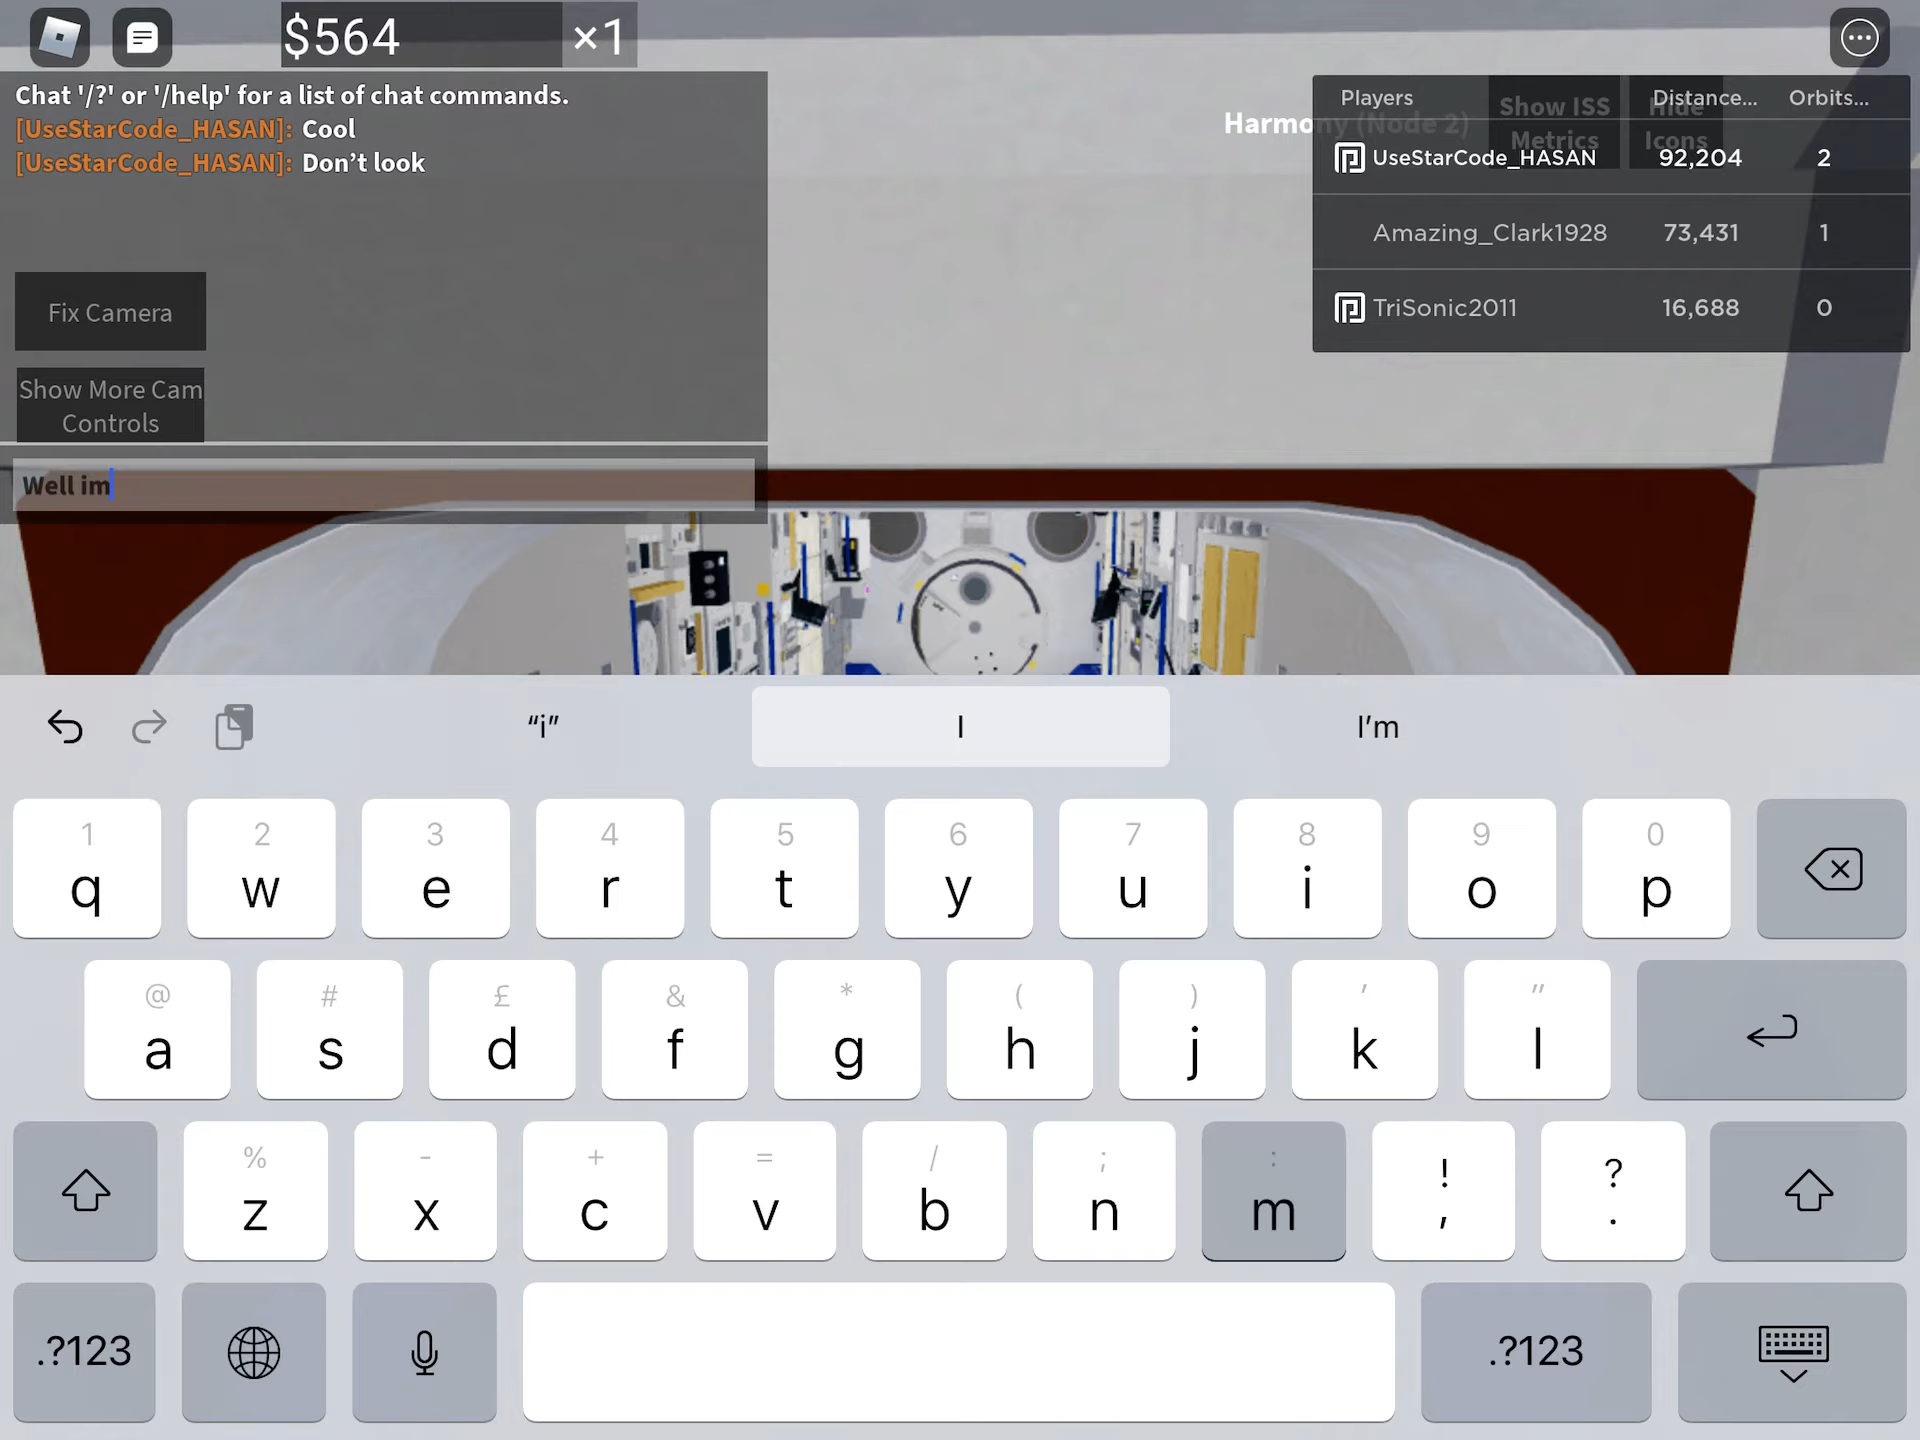 $564 ×1
Chat '/?' or '/help' for a list of chat commands.
[UseStarCode_HASAN]: Cool
[UseStarCode_HASAN]: Don’t look
Harmony (Node 2)
Show ISS
Metrics
Hide
Icons
Players Distance... Orbits...
UseStarCode_HASAN 92,204 2
Amazing_Clark1928 73,431 1
TriSonic2011 16,688 0
Fix Camera
Show More Cam
Controls
Well im
“i” I I’m
1 2 3 4 5 6 7 8 9 0
q w e r t y u i o p
@ # £ & * ( ) ' "
a s d f g h j k l
% - + = / ; : ! ?
z x c v b n m , .
.?123 .?123